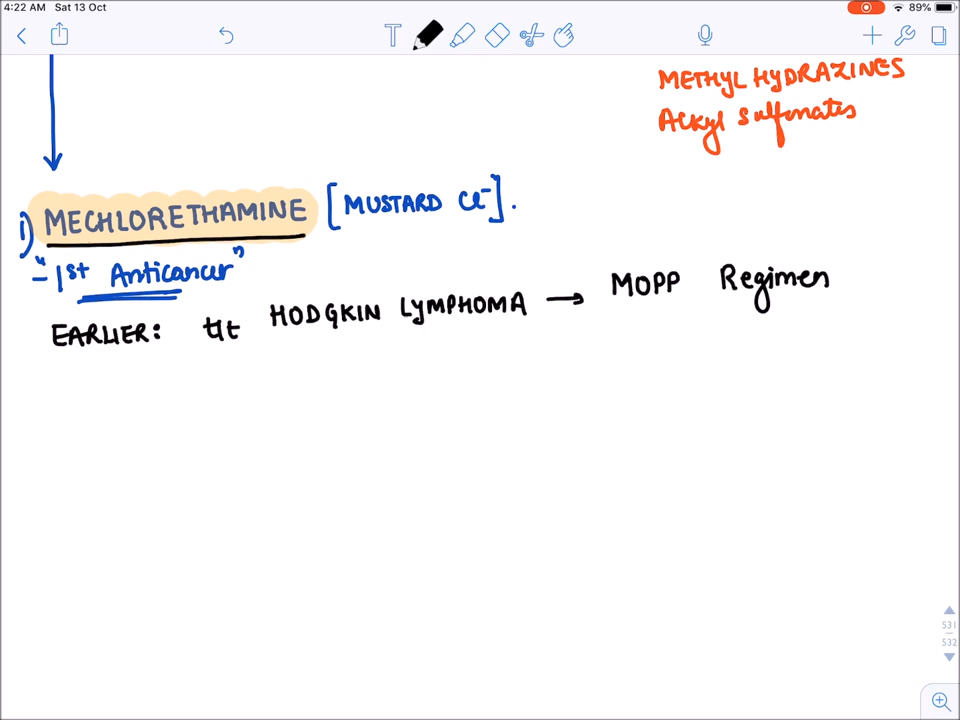 4:22 AM Sat 13 Oct
89%
T
METHYL HYDRAZINES
Alkyl Sulfonates
1) MECHLORETHAMINE [MUSTARD Cl⁻].
- "1st Anticancer"
EARLIER: ttt HODGKIN LYMPHOMA → MOPP Regimen
531
532